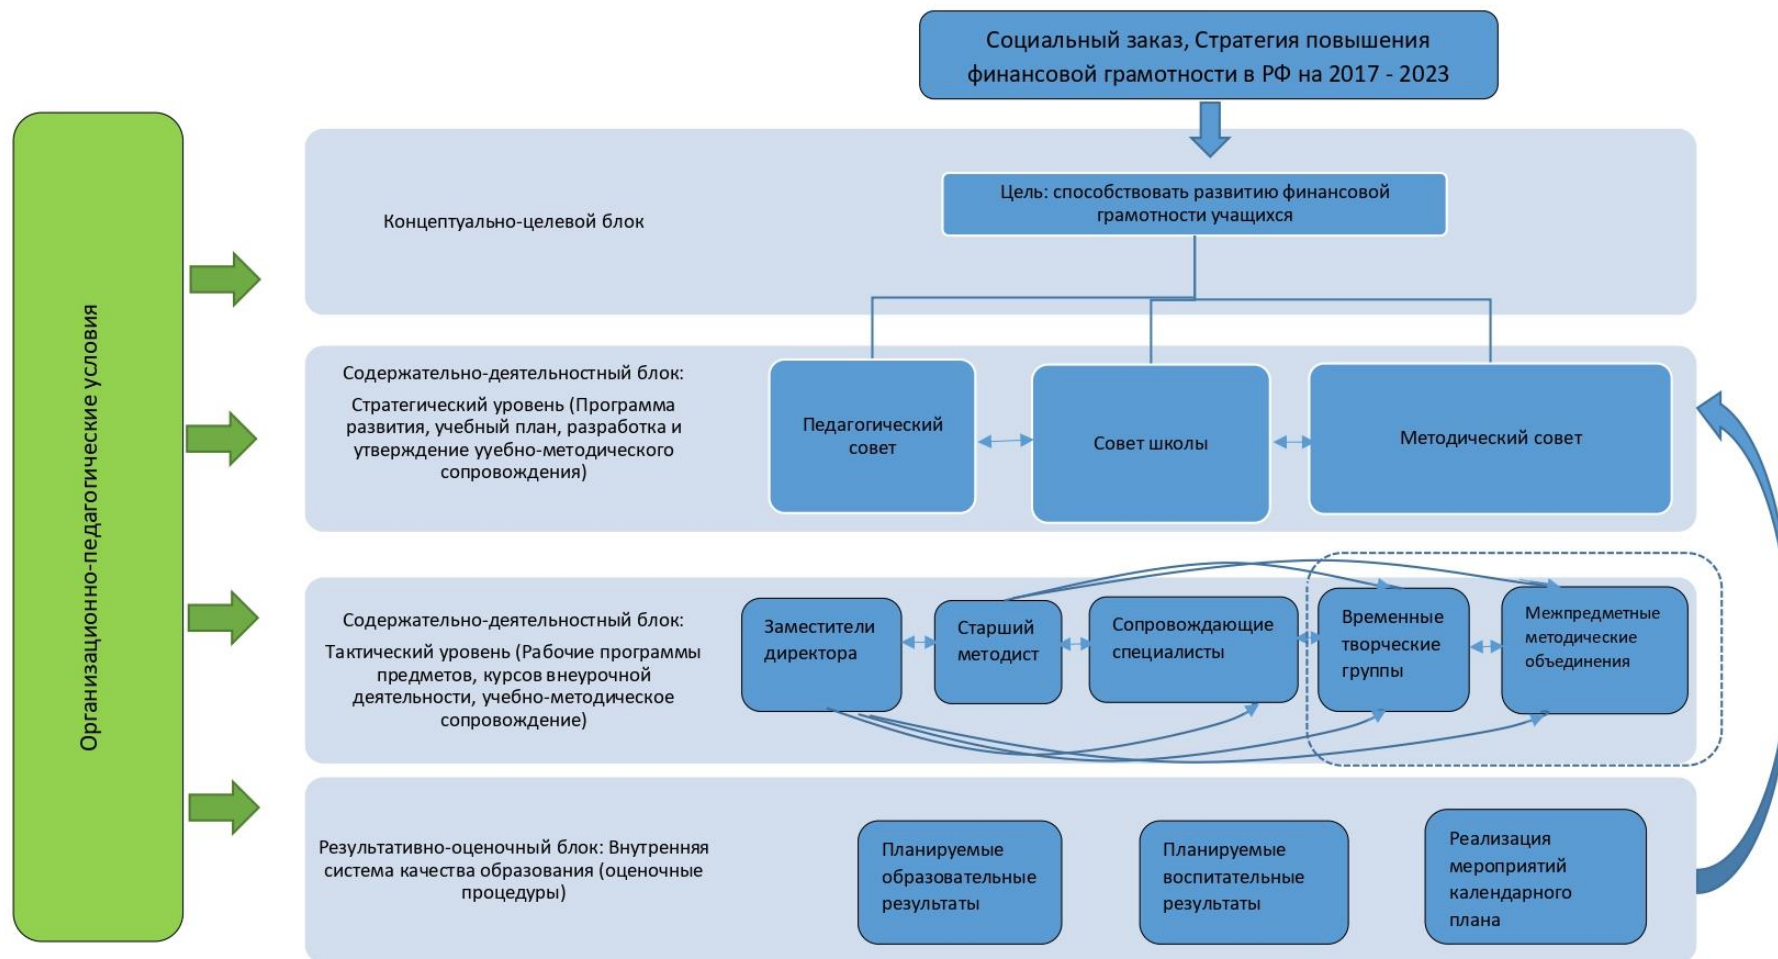 Социальный заказ, Стратегия повышения
финансовой грамотности в РФ на 2017 - 2023
Организационно-педагогические условия
Концептуально-целевой блок
Цель: способствовать развитию финансовой
грамотности учащихся
Содержательно-деятельностный блок:
Стратегический уровень (Программа
развития, учебный план, разработка и
утверждение ууебно-методического
сопровождения)
Педагогический
совет
Совет школы
Методический совет
Содержательно-деятельностный блок:
Тактический уровень (Рабочие программы
предметов, курсов внеурочной
деятельности, учебно-методическое
сопровождение)
Заместители
директора
Старший
методист
Сопровождающие
специалисты
Временные
творческие
группы
Межпредметные
методические
объединения
Результативно-оценочный блок: Внутренняя
система качества образования (оценочные
процедуры)
Планируемые
образовательные
результаты
Планируемые
воспитательные
результаты
Реализация
мероприятий
календарного
плана